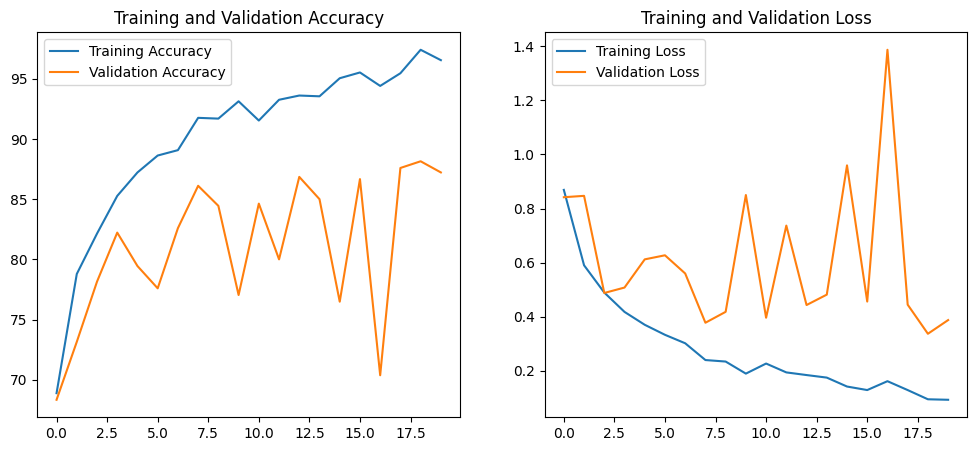 Training and Validation Accuracy
Training Accuracy
Validation Accuracy
95
90
85
80
75
70
0.0 2.5 5.0 7.5 10.0 12.5 15.0 17.5
Training and Validation Loss
Training Loss
Validation Loss
1.4
1.2
1.0
0.8
0.6
0.4
0.2
0.0 2.5 5.0 7.5 10.0 12.5 15.0 17.5